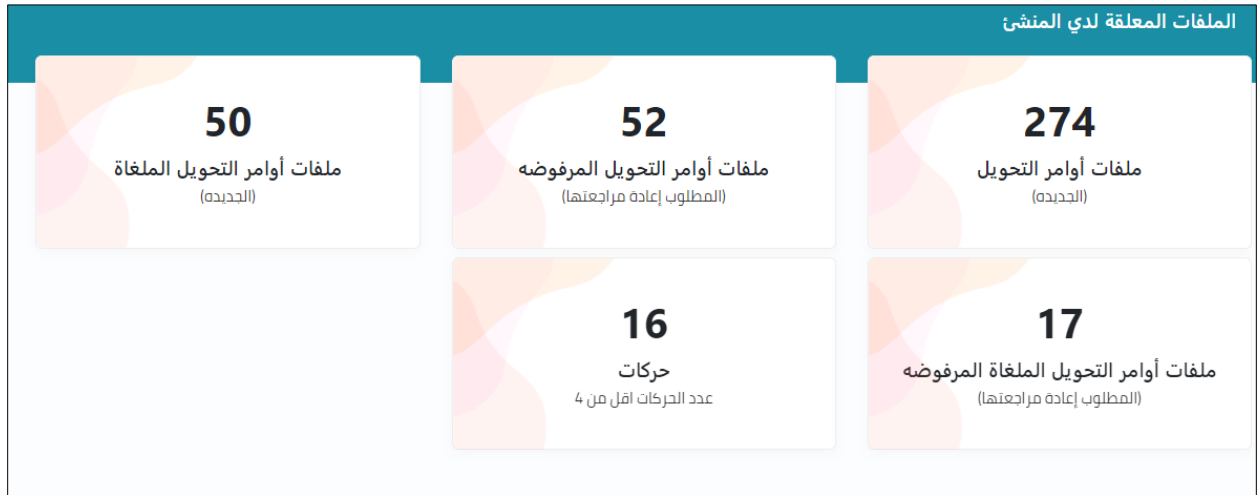 الملفات المعلقة لدي المنشئ
274
ملفات أوامر التحويل
(الجديده)
52
ملفات أوامر التحويل المرفوضه
(المطلوب إعادة مراجعتها)
50
ملفات أوامر التحويل الملغاة
(الجديده)
17
ملفات أوامر التحويل الملغاة المرفوضه
(المطلوب إعادة مراجعتها)
16
حركات
عدد الحركات اقل من 4